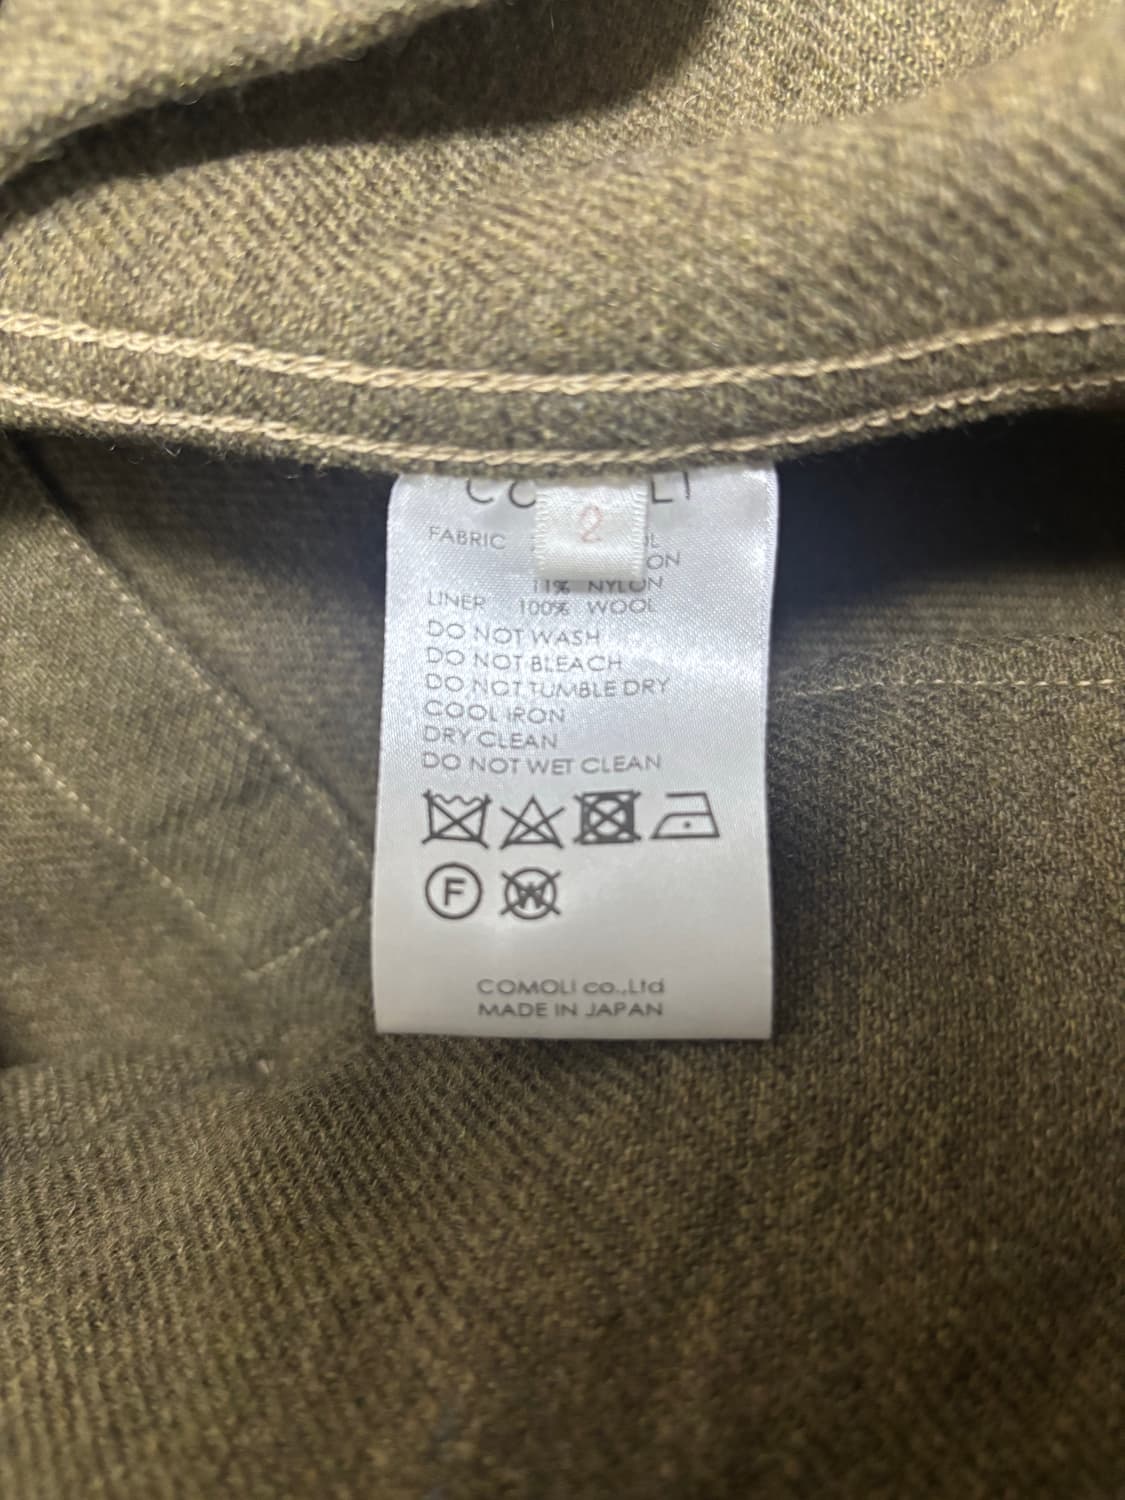 2
FABRIC
11% NYLON
LINER 100% WOOL
DO NOT WASH
DO NOT BLEACH
DO NOT TUMBLE DRY
COOL IRON
DRY CLEAN
DO NOT WET CLEAN
F W
COMOLI co.,Ltd
MADE IN JAPAN